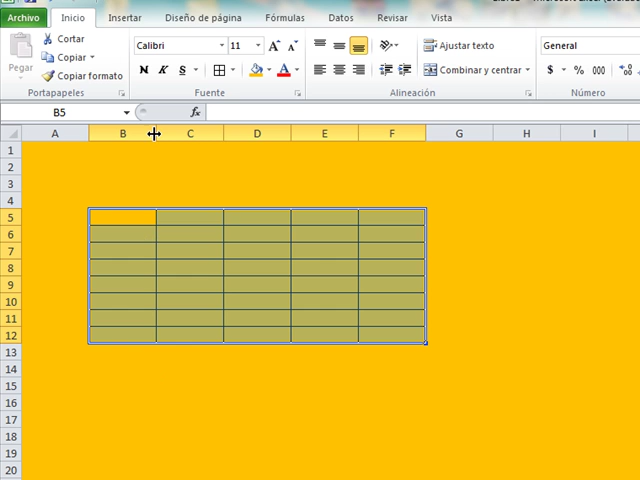 Archivo Inicio Insertar Diseño de página Fórmulas Datos Revisar Vista
Cortar
Copiar
Copiar formato
Pegar
Portapapeles
Calibri 11 A A
N K S A
Fuente
Ajustar texto
Combinar y centrar
Alineación
General
$ % 000
Número
B5 fx
A B C D E F G H I
1
2
3
4
5
6
7
8
9
10
11
12
13
14
15
16
17
18
19
20